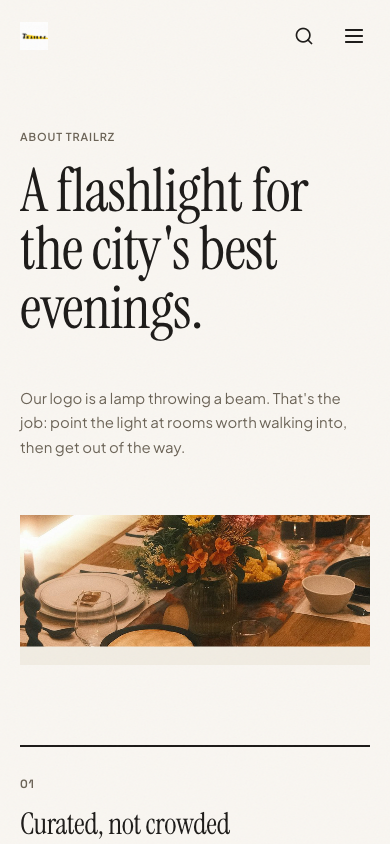 TRAILRZ
ABOUT TRAILRZ
A flashlight for
the city's best
evenings.
Our logo is a lamp throwing a beam. That's the
job: point the light at rooms worth walking into,
then get out of the way.
01
Curated, not crowded